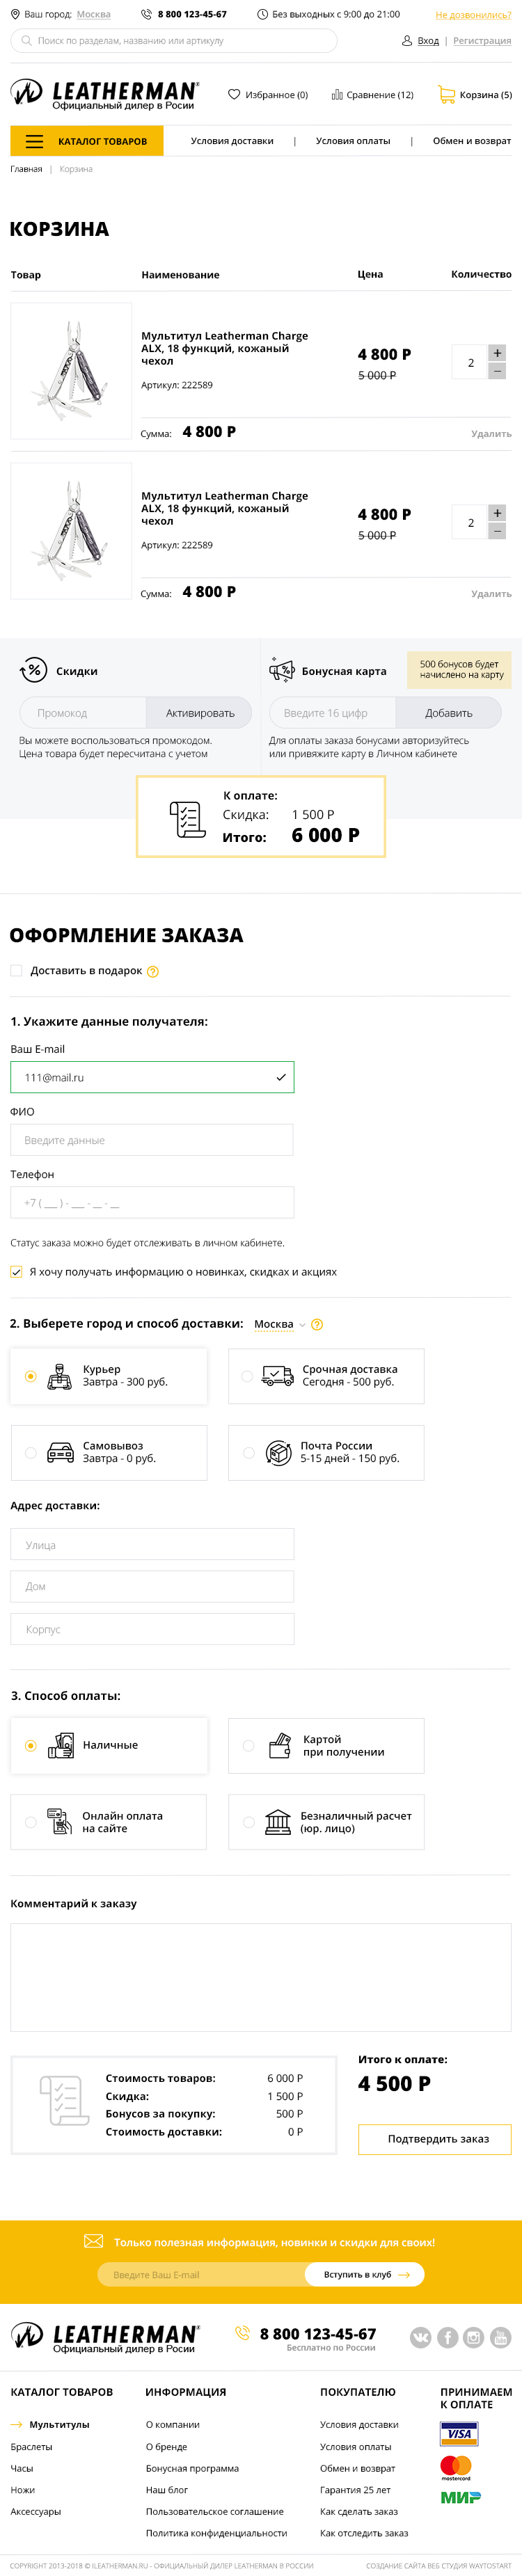 Ваш город: Москва
8 800 123-45-67
Без выходных с 9:00 до 21:00
Не дозвонились?
Поиск по разделам, названию или артикулу
Вход | Регистрация
LEATHERMAN®
Официальный дилер в Росии
Избранное (0)
Сравнение (12)
Корзина (5)
КАТАЛОГ ТОВАРОВ
Условия доставки | Условия оплаты | Обмен и возврат
Главная | Корзина
КОРЗИНА
Товар Наименование Цена Количество
Мультитул Leatherman Charge
ALX, 18 функций, кожаный
чехол
Артикул: 222589
4 800 Р
5 000 Р
2
+
−
Сумма: 4 800 Р
Удалить
Мультитул Leatherman Charge
ALX, 18 функций, кожаный
чехол
Артикул: 222589
4 800 Р
5 000 Р
2
+
−
Сумма: 4 800 Р
Удалить
Скидки
Промокод
Активировать
Вы можете воспользоваться промокодом.
Цена товара будет пересчитана с учетом
Бонусная карта
500 бонусов будет
начислено на карту
Введите 16 цифр
Добавить
Для оплаты заказа бонусами авторизуйтесь
или привяжите карту в Личном кабинете
К оплате:
Скидка: 1 500 Р
Итого: 6 000 Р
ОФОРМЛЕНИЕ ЗАКАЗА
Доставить в подарок ?
1. Укажите данные получателя:
Ваш E-mail
111@mail.ru
ФИО
Введите данные
Телефон
+7 ( ___ ) - ___ - __ - __
Статус заказа можно будет отслеживать в личном кабинете.
Я хочу получать информацию о новинках, скидках и акциях
2. Выберете город и способ доставки: Москва ?
Курьер
Завтра - 300 руб.
Срочная доставка
Сегодня - 500 руб.
Самовывоз
Завтра - 0 руб.
Почта России
5-15 дней - 150 руб.
Адрес доставки:
Улица
Дом
Корпус
3. Способ оплаты:
Наличные
Картой
при получении
Онлайн оплата
на сайте
Безналичный расчет
(юр. лицо)
Комментарий к заказу
Стоимость товаров: 6 000 Р
Скидка: 1 500 Р
Бонусов за покупку: 500 Р
Стоимость доставки: 0 Р
Итого к оплате:
4 500 Р
Подтвердить заказ
Только полезная информация, новинки и скидки для своих!
Введите Ваш E-mail
Вступить в клуб
LEATHERMAN®
Официальный дилер в Росии
8 800 123-45-67
Бесплатно по России
You
КАТАЛОГ ТОВАРОВ
Мультитулы
Браслеты
Часы
Ножи
Аксессуары
ИНФОРМАЦИЯ
О компании
О бренде
Бонусная программа
Наш блог
Пользовательское соглашение
Политика конфиденциальности
ПОКУПАТЕЛЮ
Условия доставки
Условия оплаты
Обмен и возврат
Гарантия 25 лет
Как сделать заказ
Как отследить заказ
ПРИНИМАЕМ
К ОПЛАТЕ
VISA
mastercard
МИР
COPYRIGHT 2013-2018 © ILEATHERMAN.RU - ОФИЦИАЛЬНЫЙ ДИЛЕР LEATHERMAN В РОССИИ
СОЗДАНИЕ САЙТА ВЕБ СТУДИЯ WAYTOSTART